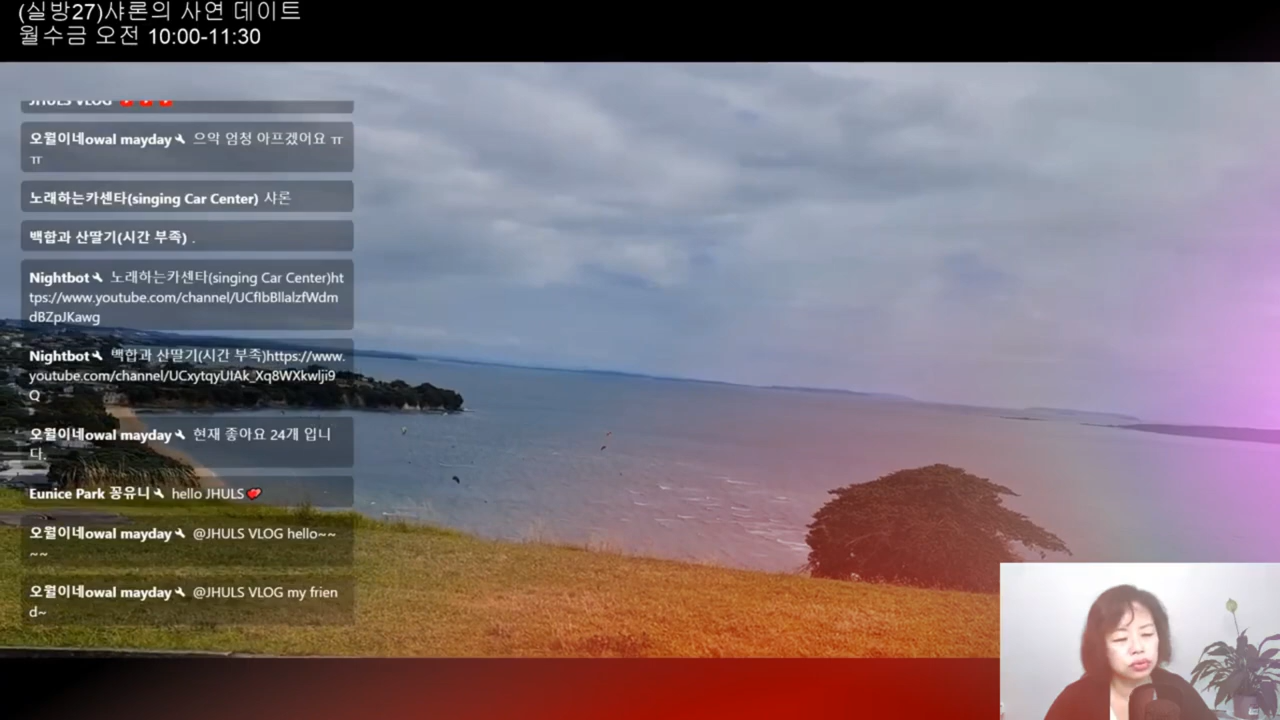 (실방27)샤론의 사연 데이트
월수금 오전 10:00-11:30
JHULS VLOG
오월이네owal mayday 으악 엄청 아프겠어요 ㅠ
ㅠ
노래하는카센타(singing Car Center) 샤론
백합과 산딸기(시간 부족) .
Nightbot 노래하는카센타(singing Car Center)ht
tps://www.youtube.com/channel/UCfIbBllalzfWdm
dBZpJKawg
Nightbot 백합과 산딸기(시간 부족)https://www.
youtube.com/channel/UCxytqyUIAk_Xq8WXkwlji9
Q
오월이네owal mayday 현재 좋아요 24개 입니
다.
Eunice Park 꽁유니 hello JHULS
오월이네owal mayday @JHULS VLOG hello~~
~~
오월이네owal mayday @JHULS VLOG my frien
d~